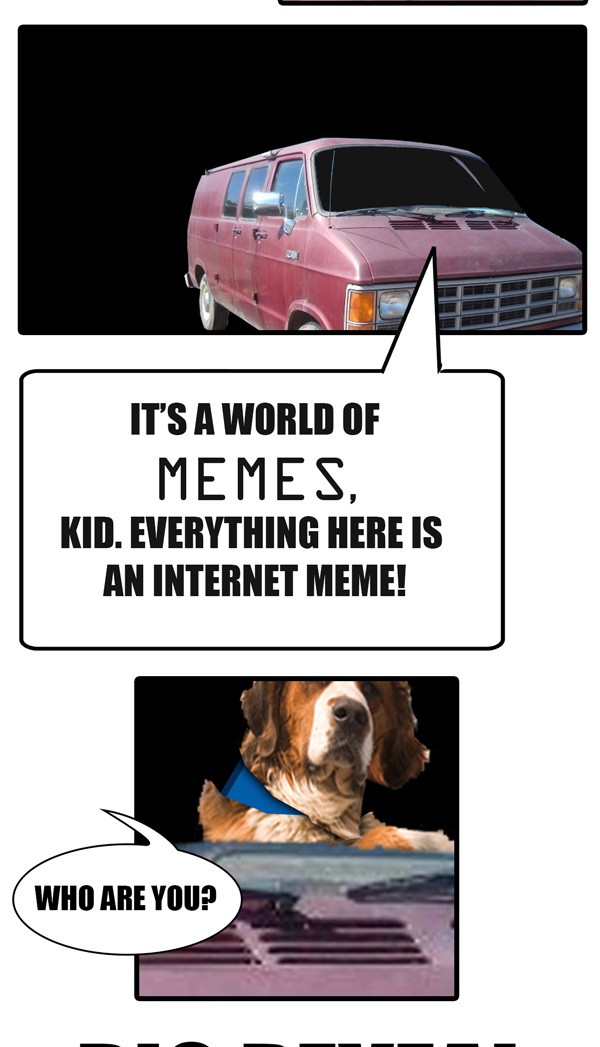 IT'S A WORLD OF
MEMES,
KID. EVERYTHING HERE IS
AN INTERNET MEME!
WHO ARE YOU?